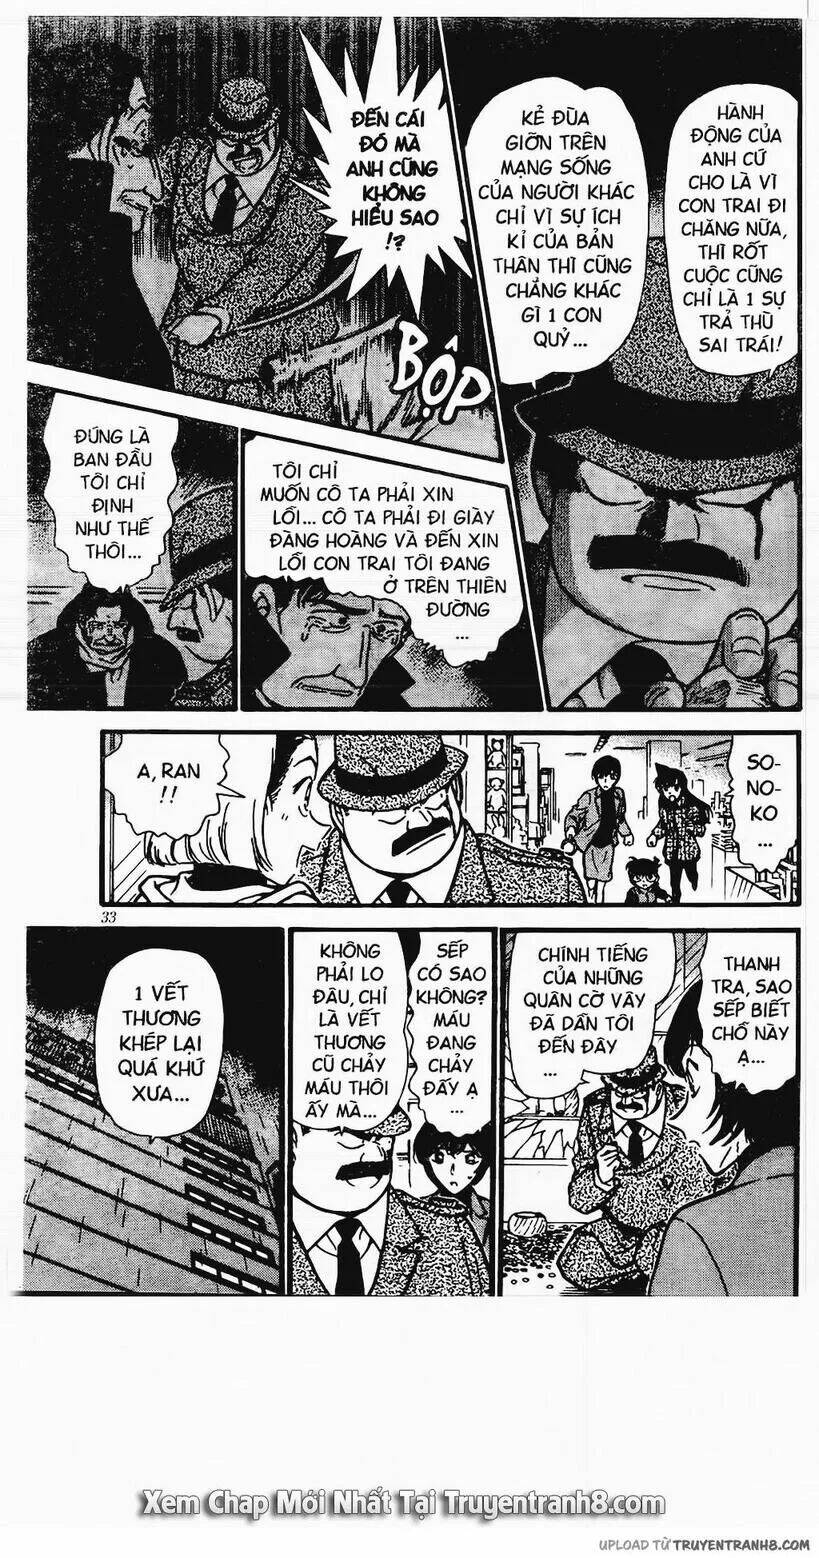 HÀNH
ĐỘNG CỦA
ANH CỨ
CHO LÀ VÌ
CON TRAI ĐI
CHĂNG NỮA,
THÌ RỐT
CUỘC CŨNG
CHỈ LÀ 1 SỰ
TRẢ THÙ
SAI TRÁI!
KẺ ĐÙA
GIỠN TRÊN
MẠNG SỐNG
CỦA NGƯỜI KHÁC
CHỈ VÌ SỰ ÍCH
KỈ CỦA BẢN
THÂN THÌ CŨNG
CHẲNG KHÁC
GÌ 1 CON
QUỶ...
ĐẾN CÁI
ĐÓ MÀ
ANH CŨNG
KHÔNG
HIỂU SAO
!?
BỘP
TÔI CHỈ
MUỐN CÔ TA PHẢI XIN
LỖI... CÔ TA PHẢI ĐI GIÀY
ĐÀNG HOÀNG VÀ ĐẾN XIN
LỖI CON TRAI TÔI ĐANG
Ở TRÊN THIÊN
ĐƯỜNG
...
ĐÚNG LÀ
BAN ĐẦU
TÔI CHỈ
ĐỊNH
NHƯ THẾ
THÔI...
SO-
NO-
KO
...
A, RAN
!!
33
THANH
TRA, SAO
SẾP BIẾT
CHỖ NÀY
Ạ...
CHÍNH TIẾNG
CỦA NHỮNG
QUÂN CỜ VÂY
ĐÃ DẪN TÔI
ĐẾN ĐÂY
...
SẾP
CÓ SAO
KHÔNG?
MÁU
ĐANG
CHẢY
ĐẤY Ạ
...
KHÔNG
PHẢI LO
ĐÂU, CHỈ
LÀ VẾT
THƯƠNG
CŨ CHẢY
MÁU THÔI
ẤY MÀ...
1 VẾT
THƯƠNG
KHÉP LẠI
QUÁ KHỨ
XƯA...
Xem Chap Mới Nhất Tại Truyentranh8.com
UPLOAD TỪ TRUYENTRANH8.COM